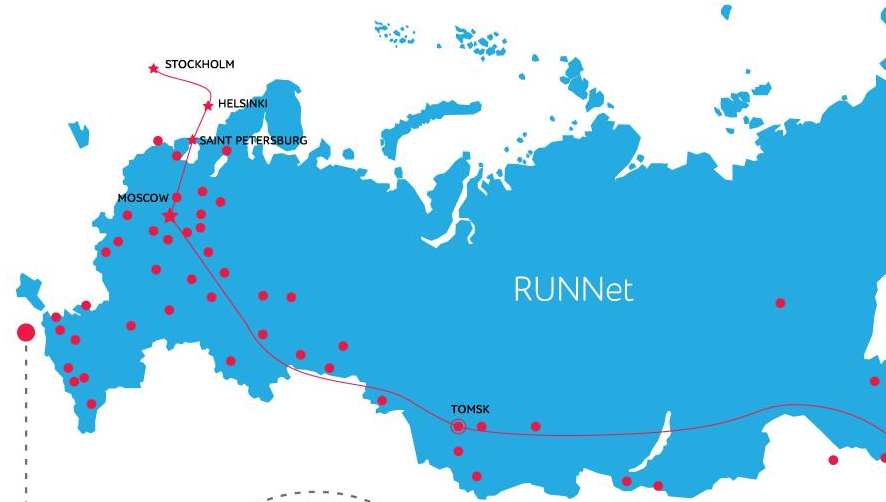 STOCKHOLM
HELSINKI
SAINT PETERSBURG
MOSCOW
RUNNet
TOMSK